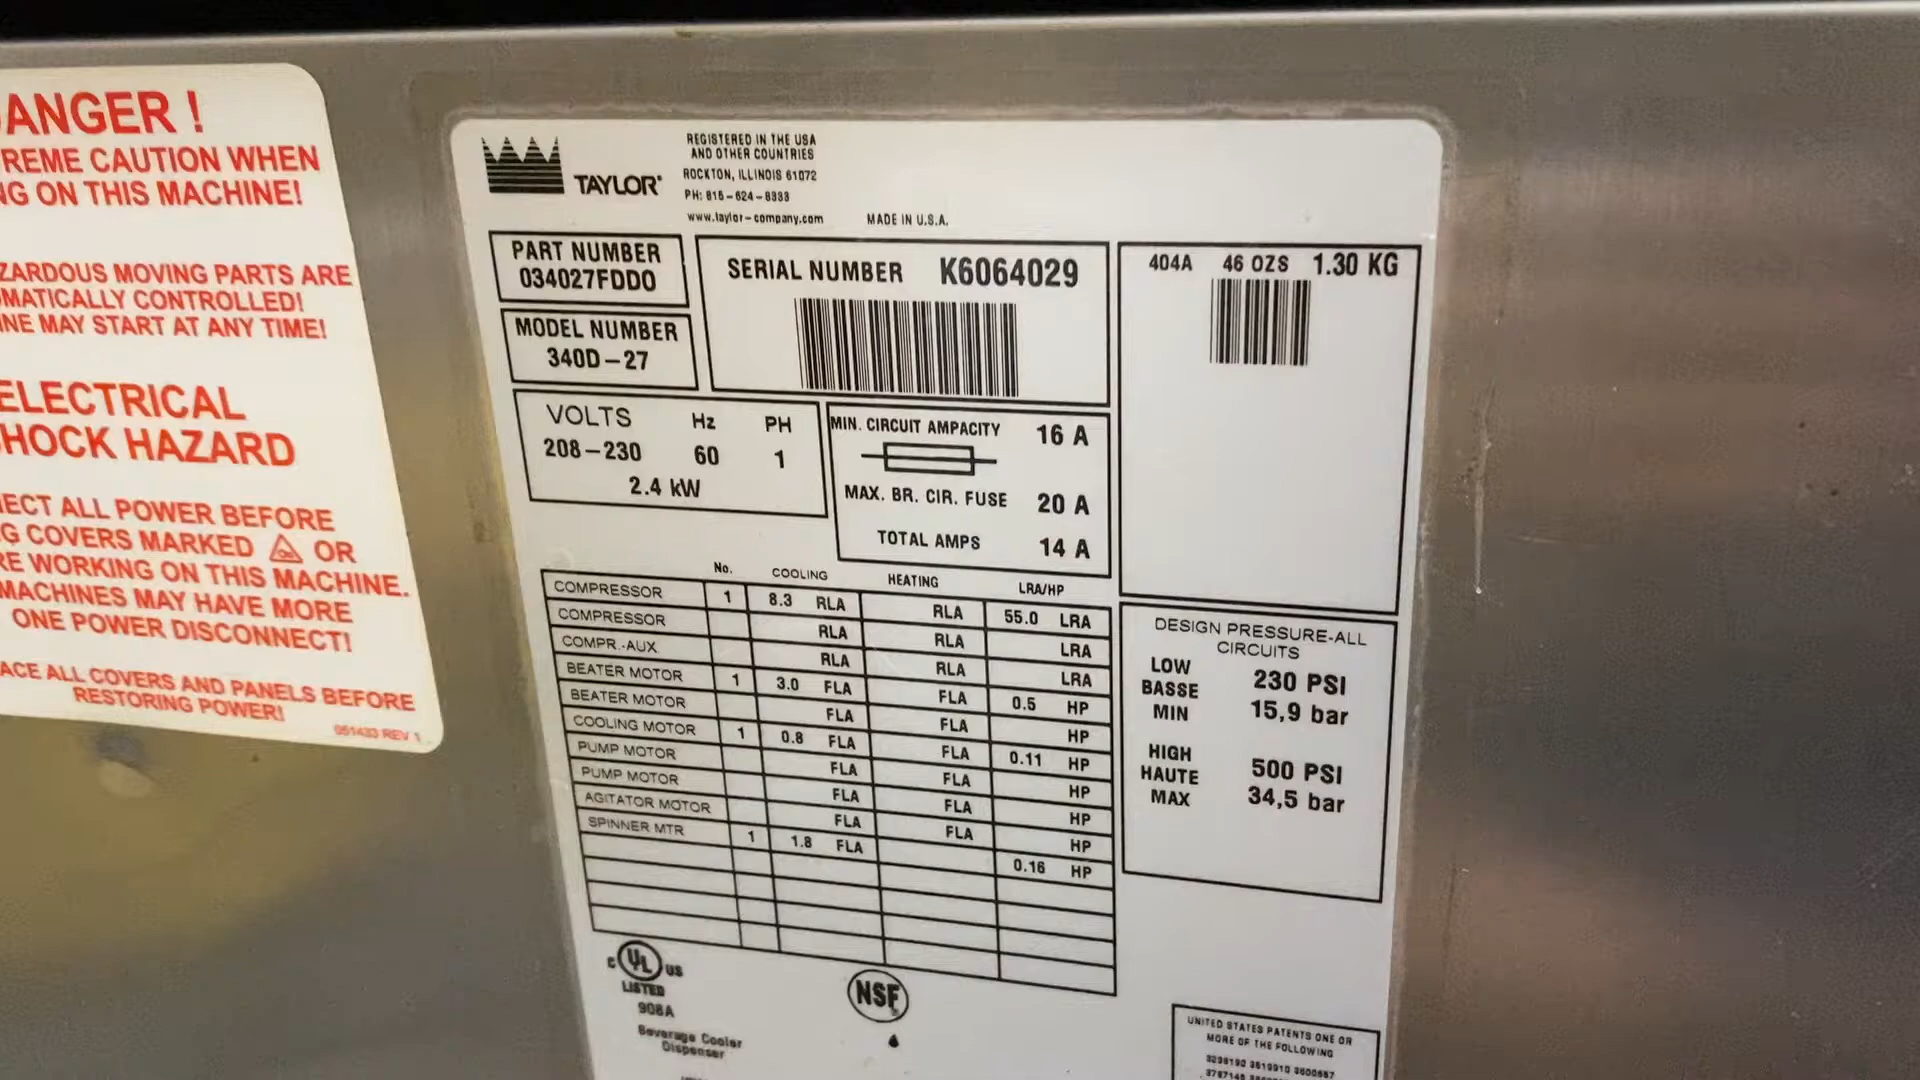 ANGER !
REME CAUTION WHEN
NG ON THIS MACHINE!
ZARDOUS MOVING PARTS ARE
MATICALLY CONTROLLED!
INE MAY START AT ANY TIME!
ELECTRICAL
HOCK HAZARD
ECT ALL POWER BEFORE
G COVERS MARKED OR
RE WORKING ON THIS MACHINE.
MACHINES MAY HAVE MORE
ONE POWER DISCONNECT!
ACE ALL COVERS AND PANELS BEFORE
RESTORING POWER!
051433 REV 1
TAYLOR®
REGISTERED IN THE USA
AND OTHER COUNTRIES
ROCKTON, ILLINOIS 61072
PH: 815-624-8333
www.taylor-company.com MADE IN U.S.A.
PART NUMBER
034027FDD0
MODEL NUMBER
340D-27
SERIAL NUMBER K6064029
404A 46 OZS 1.30 KG
VOLTS Hz PH
208-230 60 1
2.4 kW
MIN. CIRCUIT AMPACITY 16 A
MAX. BR. CIR. FUSE 20 A
TOTAL AMPS 14 A
No. COOLING HEATING LRA/HP
COMPRESSOR 1 8.3 RLA RLA 55.0 LRA
COMPRESSOR RLA RLA LRA
COMPR.-AUX. RLA RLA LRA
BEATER MOTOR 1 3.0 FLA FLA 0.5 HP
BEATER MOTOR FLA FLA HP
COOLING MOTOR 1 0.8 FLA FLA 0.11 HP
PUMP MOTOR FLA FLA HP
PUMP MOTOR FLA FLA HP
AGITATOR MOTOR FLA FLA HP
SPINNER MTR 1 1.8 FLA 0.16 HP
DESIGN PRESSURE-ALL
CIRCUITS
LOW
BASSE
MIN
230 PSI
15,9 bar
HIGH
HAUTE
MAX
500 PSI
34,5 bar
C UL US
LISTED
908A
Beverage Cooler
Dispenser
NSF
UNITED STATES PATENTS ONE OR
MORE OF THE FOLLOWING